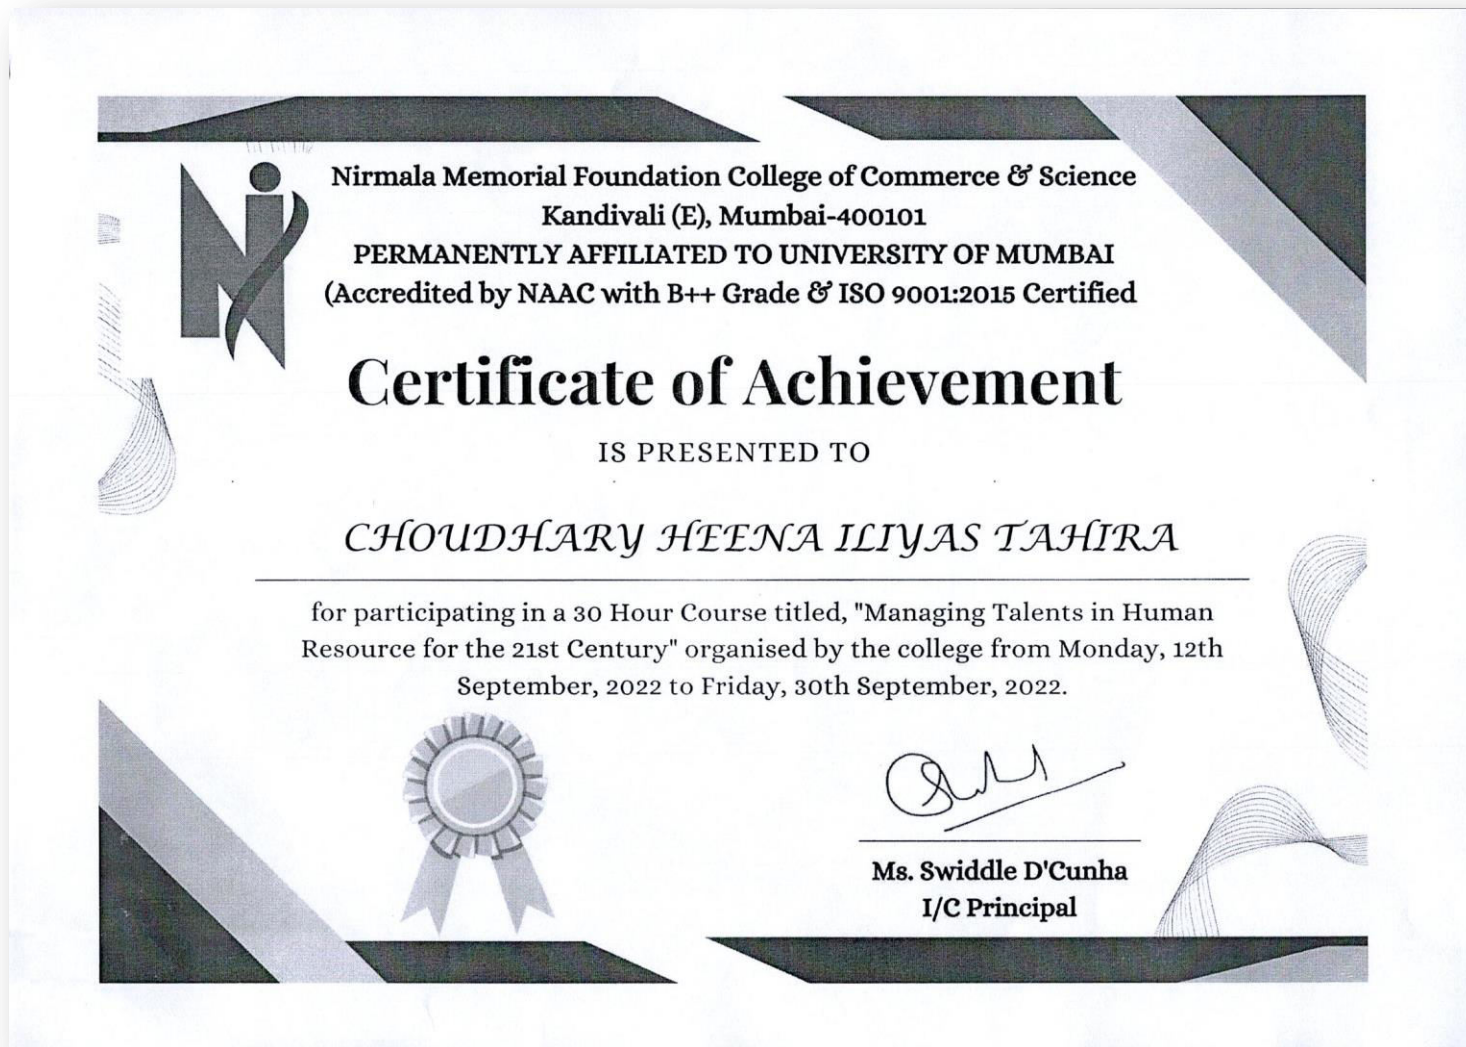 Nirmala Memorial Foundation College of Commerce & Science
Kandivali (E), Mumbai-400101
PERMANENTLY AFFILIATED TO UNIVERSITY OF MUMBAI
(Accredited by NAAC with B++ Grade & ISO 9001:2015 Certified
Certificate of Achievement
IS PRESENTED TO
CHOUDHARY HEENA ILIYAS TAHIRA
for participating in a 30 Hour Course titled, "Managing Talents in Human
Resource for the 21st Century" organised by the college from Monday, 12th
September, 2022 to Friday, 30th September, 2022.
Ms. Swiddle D'Cunha
I/C Principal